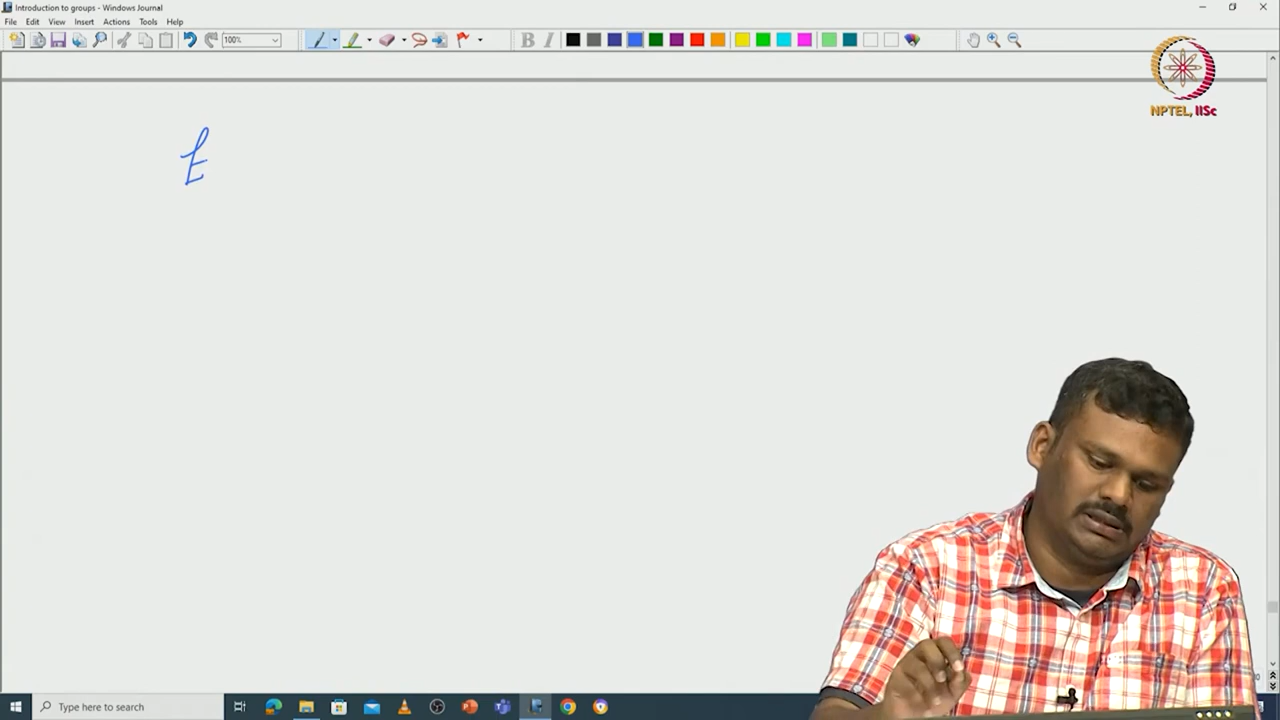 Introduction to groups - Windows Journal
File Edit View Insert Actions Tools Help
100% B I
NPTEL, IISc
E
Type here to search